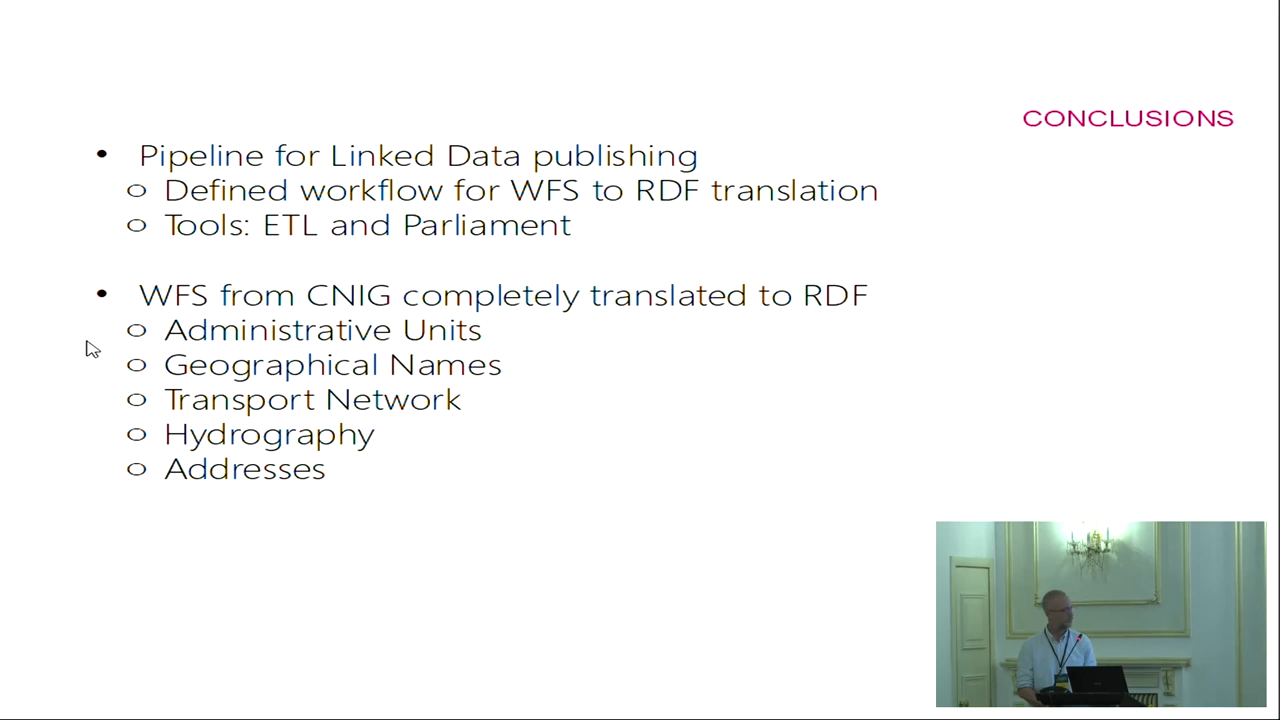 CONCLUSIONS
• Pipeline for Linked Data publishing
o Defined workflow for WFS to RDF translation
o Tools: ETL and Parliament
• WFS from CNIG completely translated to RDF
o Administrative Units
o Geographical Names
o Transport Network
o Hydrography
o Addresses